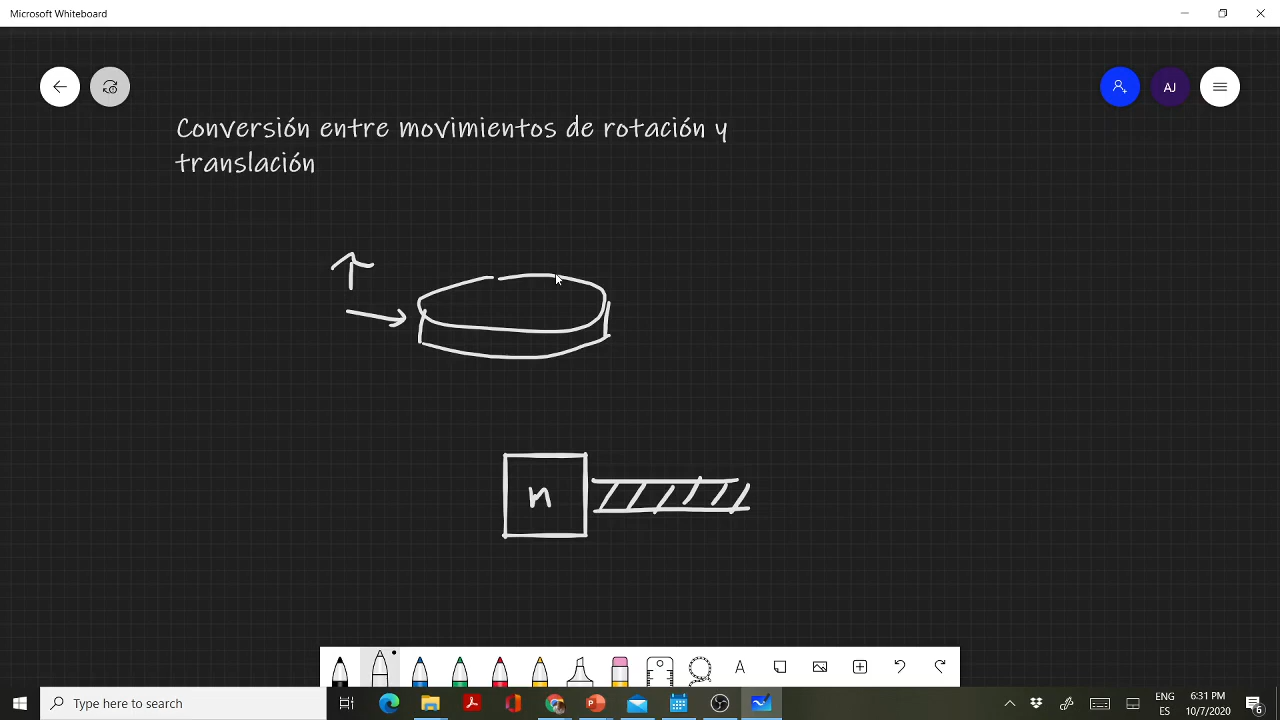 Microsoft Whiteboard
AJ
Conversión entre movimientos de rotación y
translación
n
A
Type here to search
ENG
ES
6:31 PM
10/7/2020
6